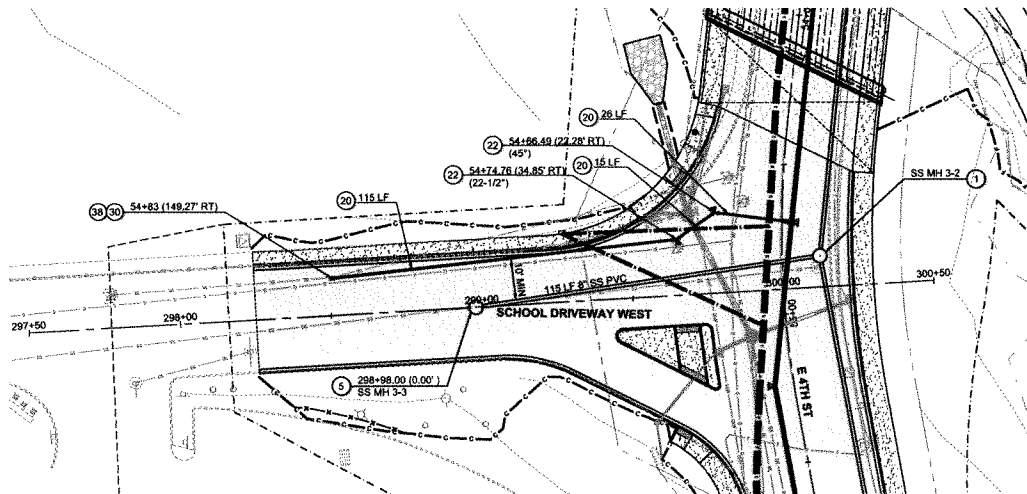 20 26 LF
22 54+66.49 (22.28' RT)
(45°)
20 15 LF
22 54+74.76 (34.85' RT)
(22-1/2")
SS MH 3-2 1
20 115 LF
38 30 54+83 (149.27' RT)
10' MIN
115 LF 8" SS PVC
299+00
300+00
300+50
297+50
298+00
SCHOOL DRIVEWAY WEST
E 4TH ST
5 298+98.00 (0.00' )
SS MH 3-3